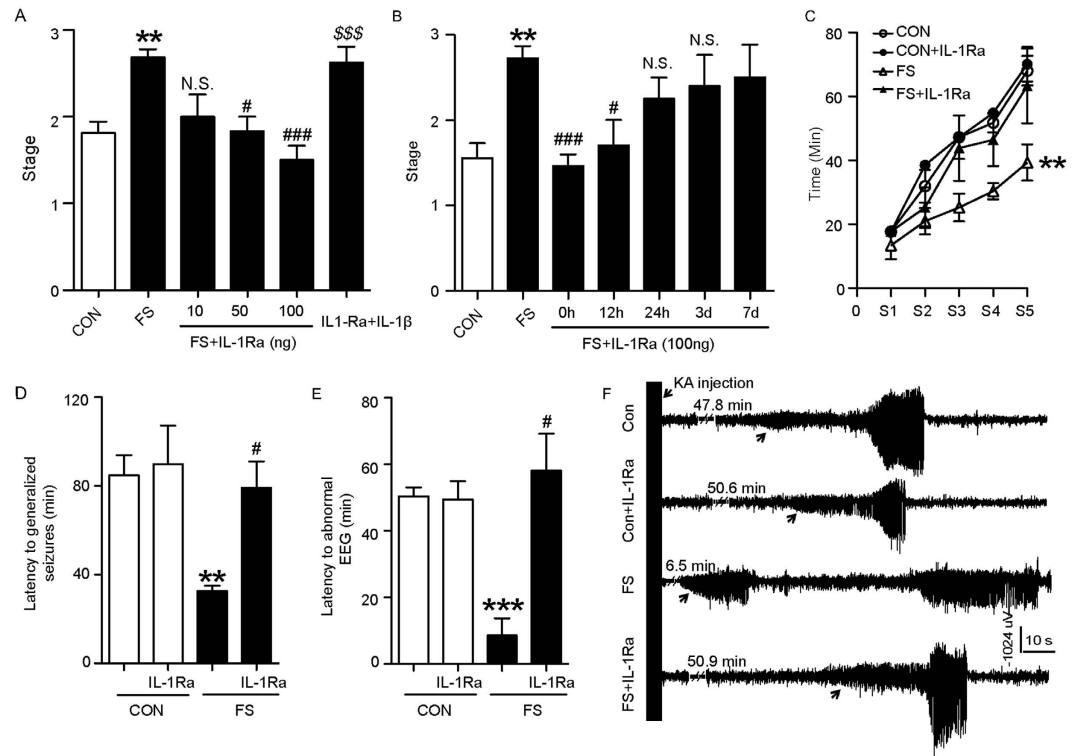 A
Stage
3
2
1
0
**
N.S.
#
###
$$$
CON
FS
10
50
100
IL1-Ra+IL-1β
FS+IL-1Ra (ng)
B
Stage
3
2
1
0
**
###
#
N.S.
N.S.
CON
FS
0h
12h
24h
3d
7d
FS+IL-1Ra (100ng)
C
CON
CON+IL-1Ra
FS
FS+IL-1Ra
Time (Min)
80
60
40
20
0
**
0
S1
S2
S3
S4
S5
D
Latency to generalized
seizures (min)
120
80
40
0
**
#
IL-1Ra
IL-1Ra
CON
FS
E
Latency to abnormal
EEG (min)
80
60
40
20
0
***
#
IL-1Ra
IL-1Ra
CON
FS
F
KA injection
Con
47.8 min
Con+IL-1Ra
50.6 min
FS
6.5 min
-1024 uV
10 s
FS+IL-1Ra
50.9 min